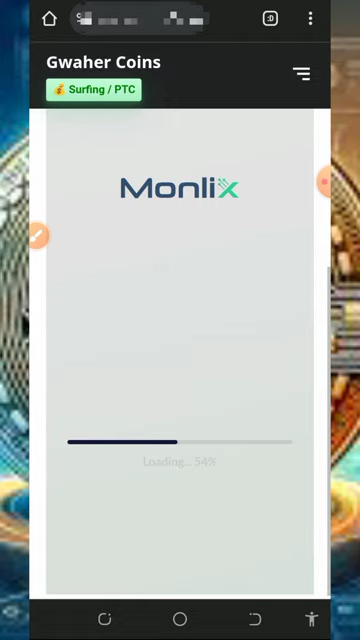 :D
Gwaher Coins
💰 Surfing / PTC
Monlix
Loading... 54%